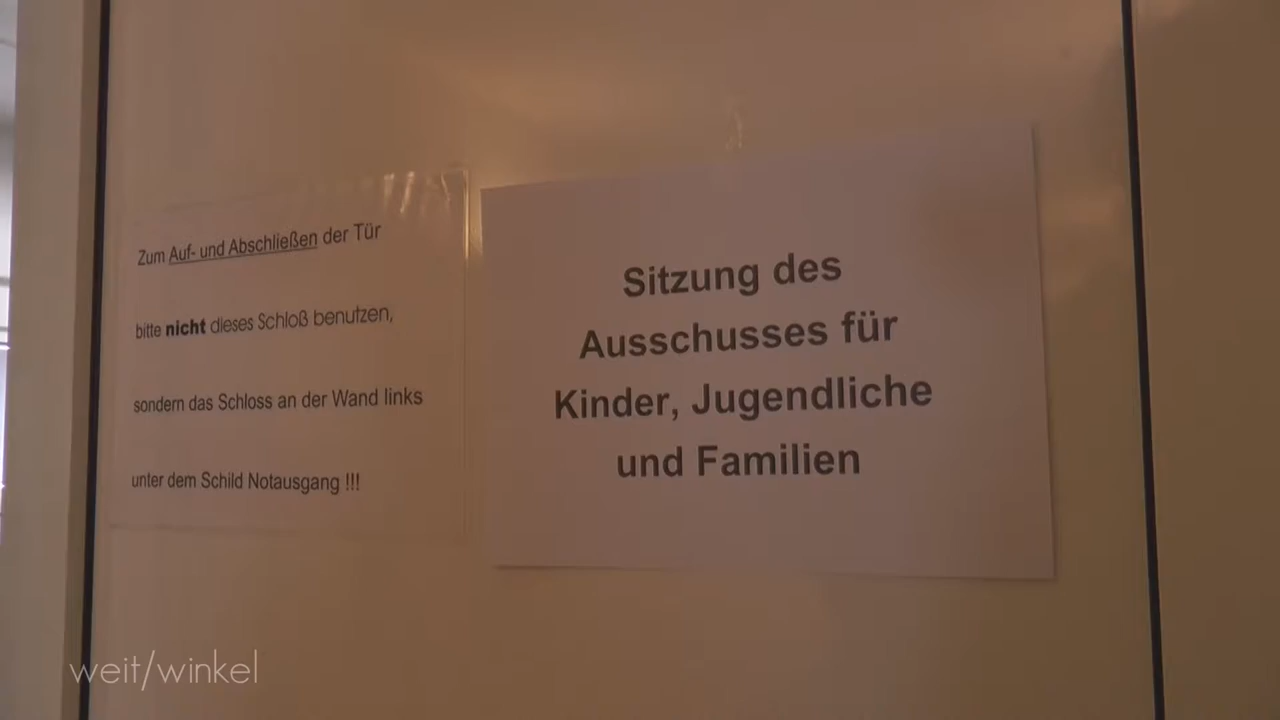 Zum Auf- und Abschließen der Tür
bitte nicht dieses Schloß benutzen,
sondern das Schloss an der Wand links
unter dem Schild Notausgang !!!
Sitzung des
Ausschusses für
Kinder, Jugendliche
und Familien
weit/winkel